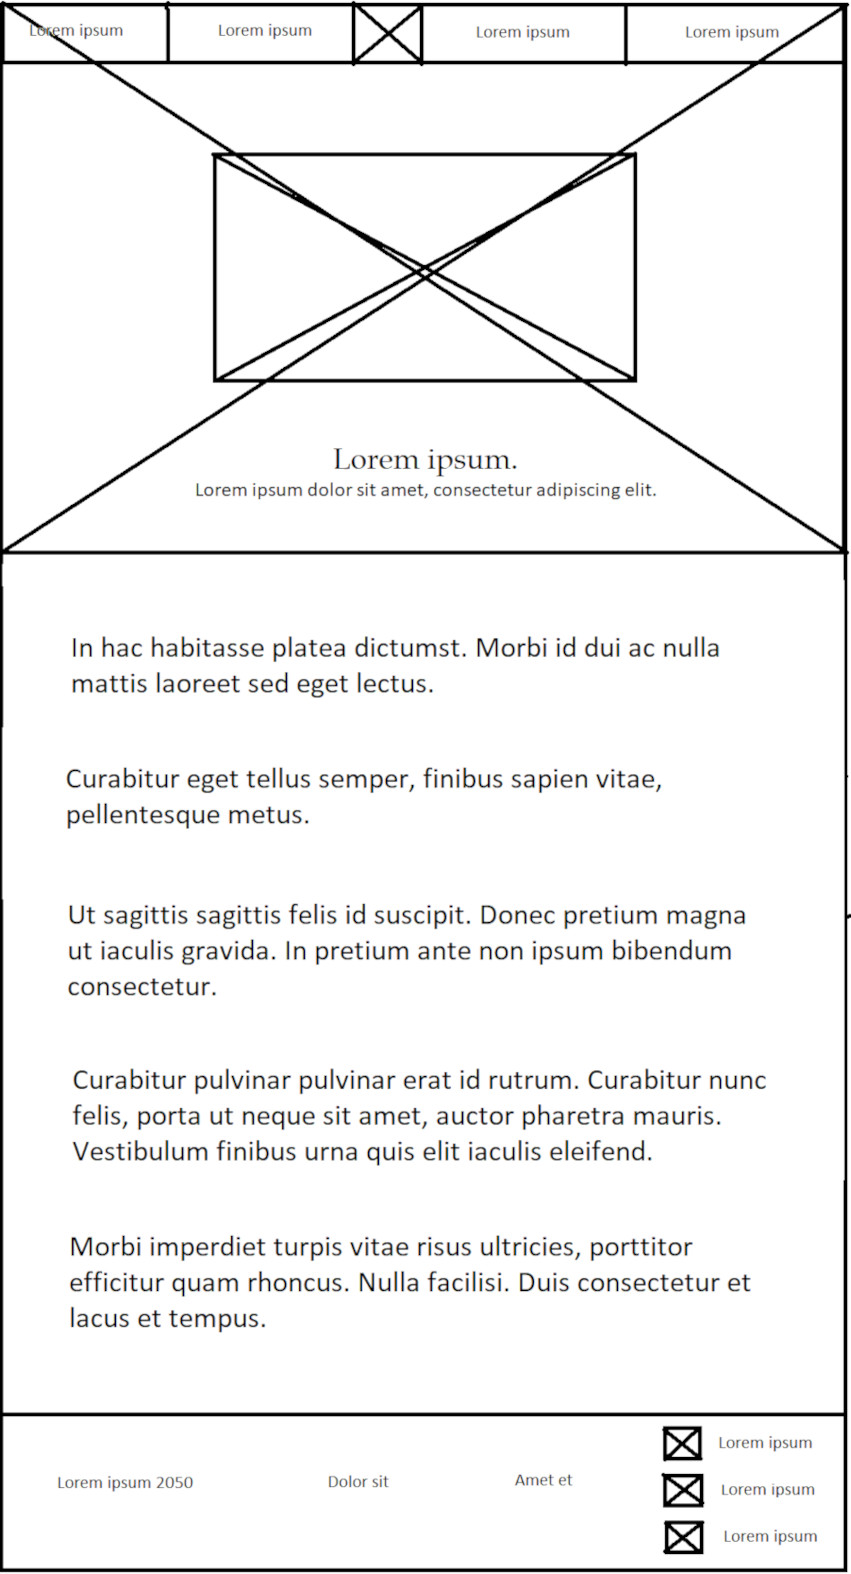 Lorem ipsum
Lorem ipsum
Lorem ipsum
Lorem ipsum
Lorem ipsum.
Lorem ipsum dolor sit amet, consectetur adipiscing elit.
In hac habitasse platea dictumst. Morbi id dui ac nulla
mattis laoreet sed eget lectus.
Curabitur eget tellus semper, finibus sapien vitae,
pellentesque metus.
Ut sagittis sagittis felis id suscipit. Donec pretium magna
ut iaculis gravida. In pretium ante non ipsum bibendum
consectetur.
Curabitur pulvinar pulvinar erat id rutrum. Curabitur nunc
felis, porta ut neque sit amet, auctor pharetra mauris.
Vestibulum finibus urna quis elit iaculis eleifend.
Morbi imperdiet turpis vitae risus ultricies, porttitor
efficitur quam rhoncus. Nulla facilisi. Duis consectetur et
lacus et tempus.
Lorem ipsum 2050
Dolor sit
Amet et
Lorem ipsum
Lorem ipsum
Lorem ipsum